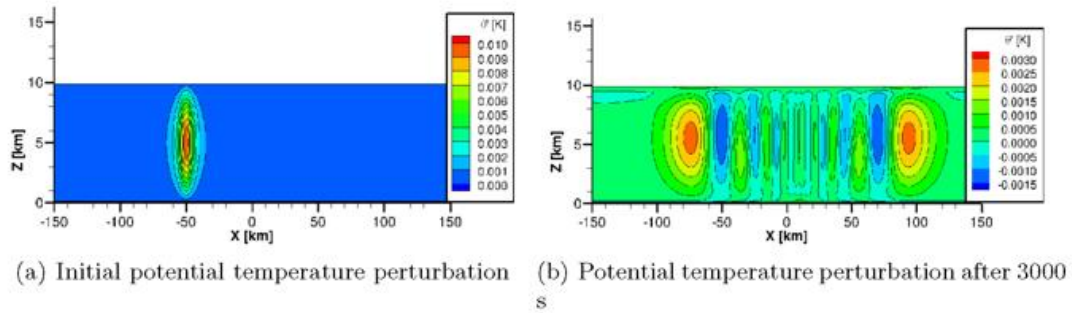 θ' [K]
0.010
0.009
0.008
0.007
0.006
0.005
0.004
0.003
0.002
0.001
0.000
15
10
5
0
Z [km]
-150 -100 -50 0 50 100 150
X [km]
(a) Initial potential temperature perturbation
θ' [K]
0.0030
0.0025
0.0020
0.0015
0.0010
0.0005
-0.0005
-0.0010
-0.0015
15
10
5
0
Z [km]
-150 -100 -50 0 50 100 150
X [km]
(b) Potential temperature perturbation after 3000
s